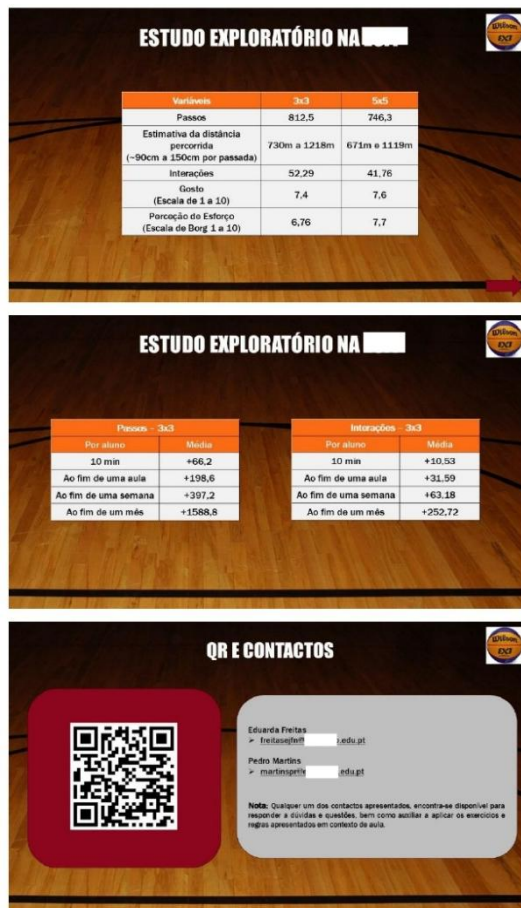 ESTUDO EXPLORATÓRIO NA
Wilson
3X3
Variáveis 3x3 5x5
Passos 812,5 746,3
Estimativa da distância
percorrida
(~90cm a 150cm por passada) 730m a 1218m 671m e 1119m
Interações 52,29 41,76
Gosto
(Escala de 1 a 10) 7,4 7,6
Perceção de Esforço
(Escala de Borg 1 a 10) 6,76 7,7
ESTUDO EXPLORATÓRIO NA
Wilson
3X3
Passos – 3x3
Por aluno Média
10 min +66,2
Ao fim de uma aula +198,6
Ao fim de uma semana +397,2
Ao fim de um mês +1588,8
Interações – 3x3
Por aluno Média
10 min +10,53
Ao fim de uma aula +31,59
Ao fim de uma semana +63,18
Ao fim de um mês +252,72
QR E CONTACTOS
Wilson
3X3
Eduarda Freitas
.edu.pt
Pedro Martins
.edu.pt
Nota: Qualquer um dos contactos apresentados, encontra-se disponível para
responder a dúvidas e questões, bem como auxiliar a aplicar os exercícios e
regras apresentados em contexto de aula.